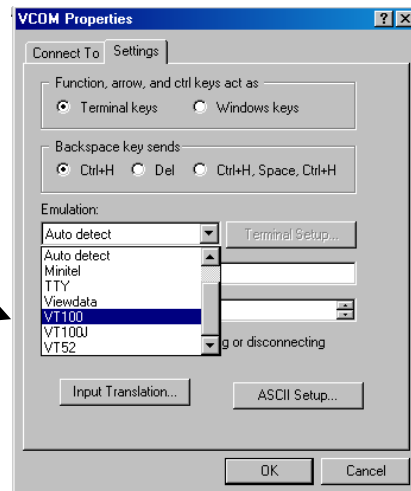 VCOM Properties
Connect To Settings
Function, arrow, and ctrl keys act as
Terminal keys Windows keys
Backspace key sends
Ctrl+H Del Ctrl+H, Space, Ctrl+H
Emulation:
Auto detect Terminal Setup...
Auto detect
Minitel
TTY
Viewdata
VT100
VT100J
VT52
g or disconnecting
Input Translation... ASCII Setup...
OK Cancel